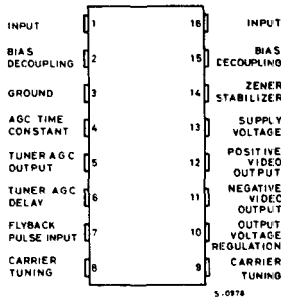 INPUT
1
16
INPUT
BIAS
DECOUPLING
2
15
BIAS
DECOUPLING
GROUND
3
14
ZENER
STABILIZER
AGC TIME
CONSTANT
4
13
SUPPLY
VOLTAGE
TUNER AGC
OUTPUT
5
12
POSITIVE
VIDEO
OUTPUT
TUNER AGC
DELAY
6
11
NEGATIVE
VIDEO
OUTPUT
FLYBACK
PULSE INPUT
7
10
OUTPUT
VOLTAGE
REGULATION
CARRIER
TUNING
8
9
CARRIER
TUNING
S-0978